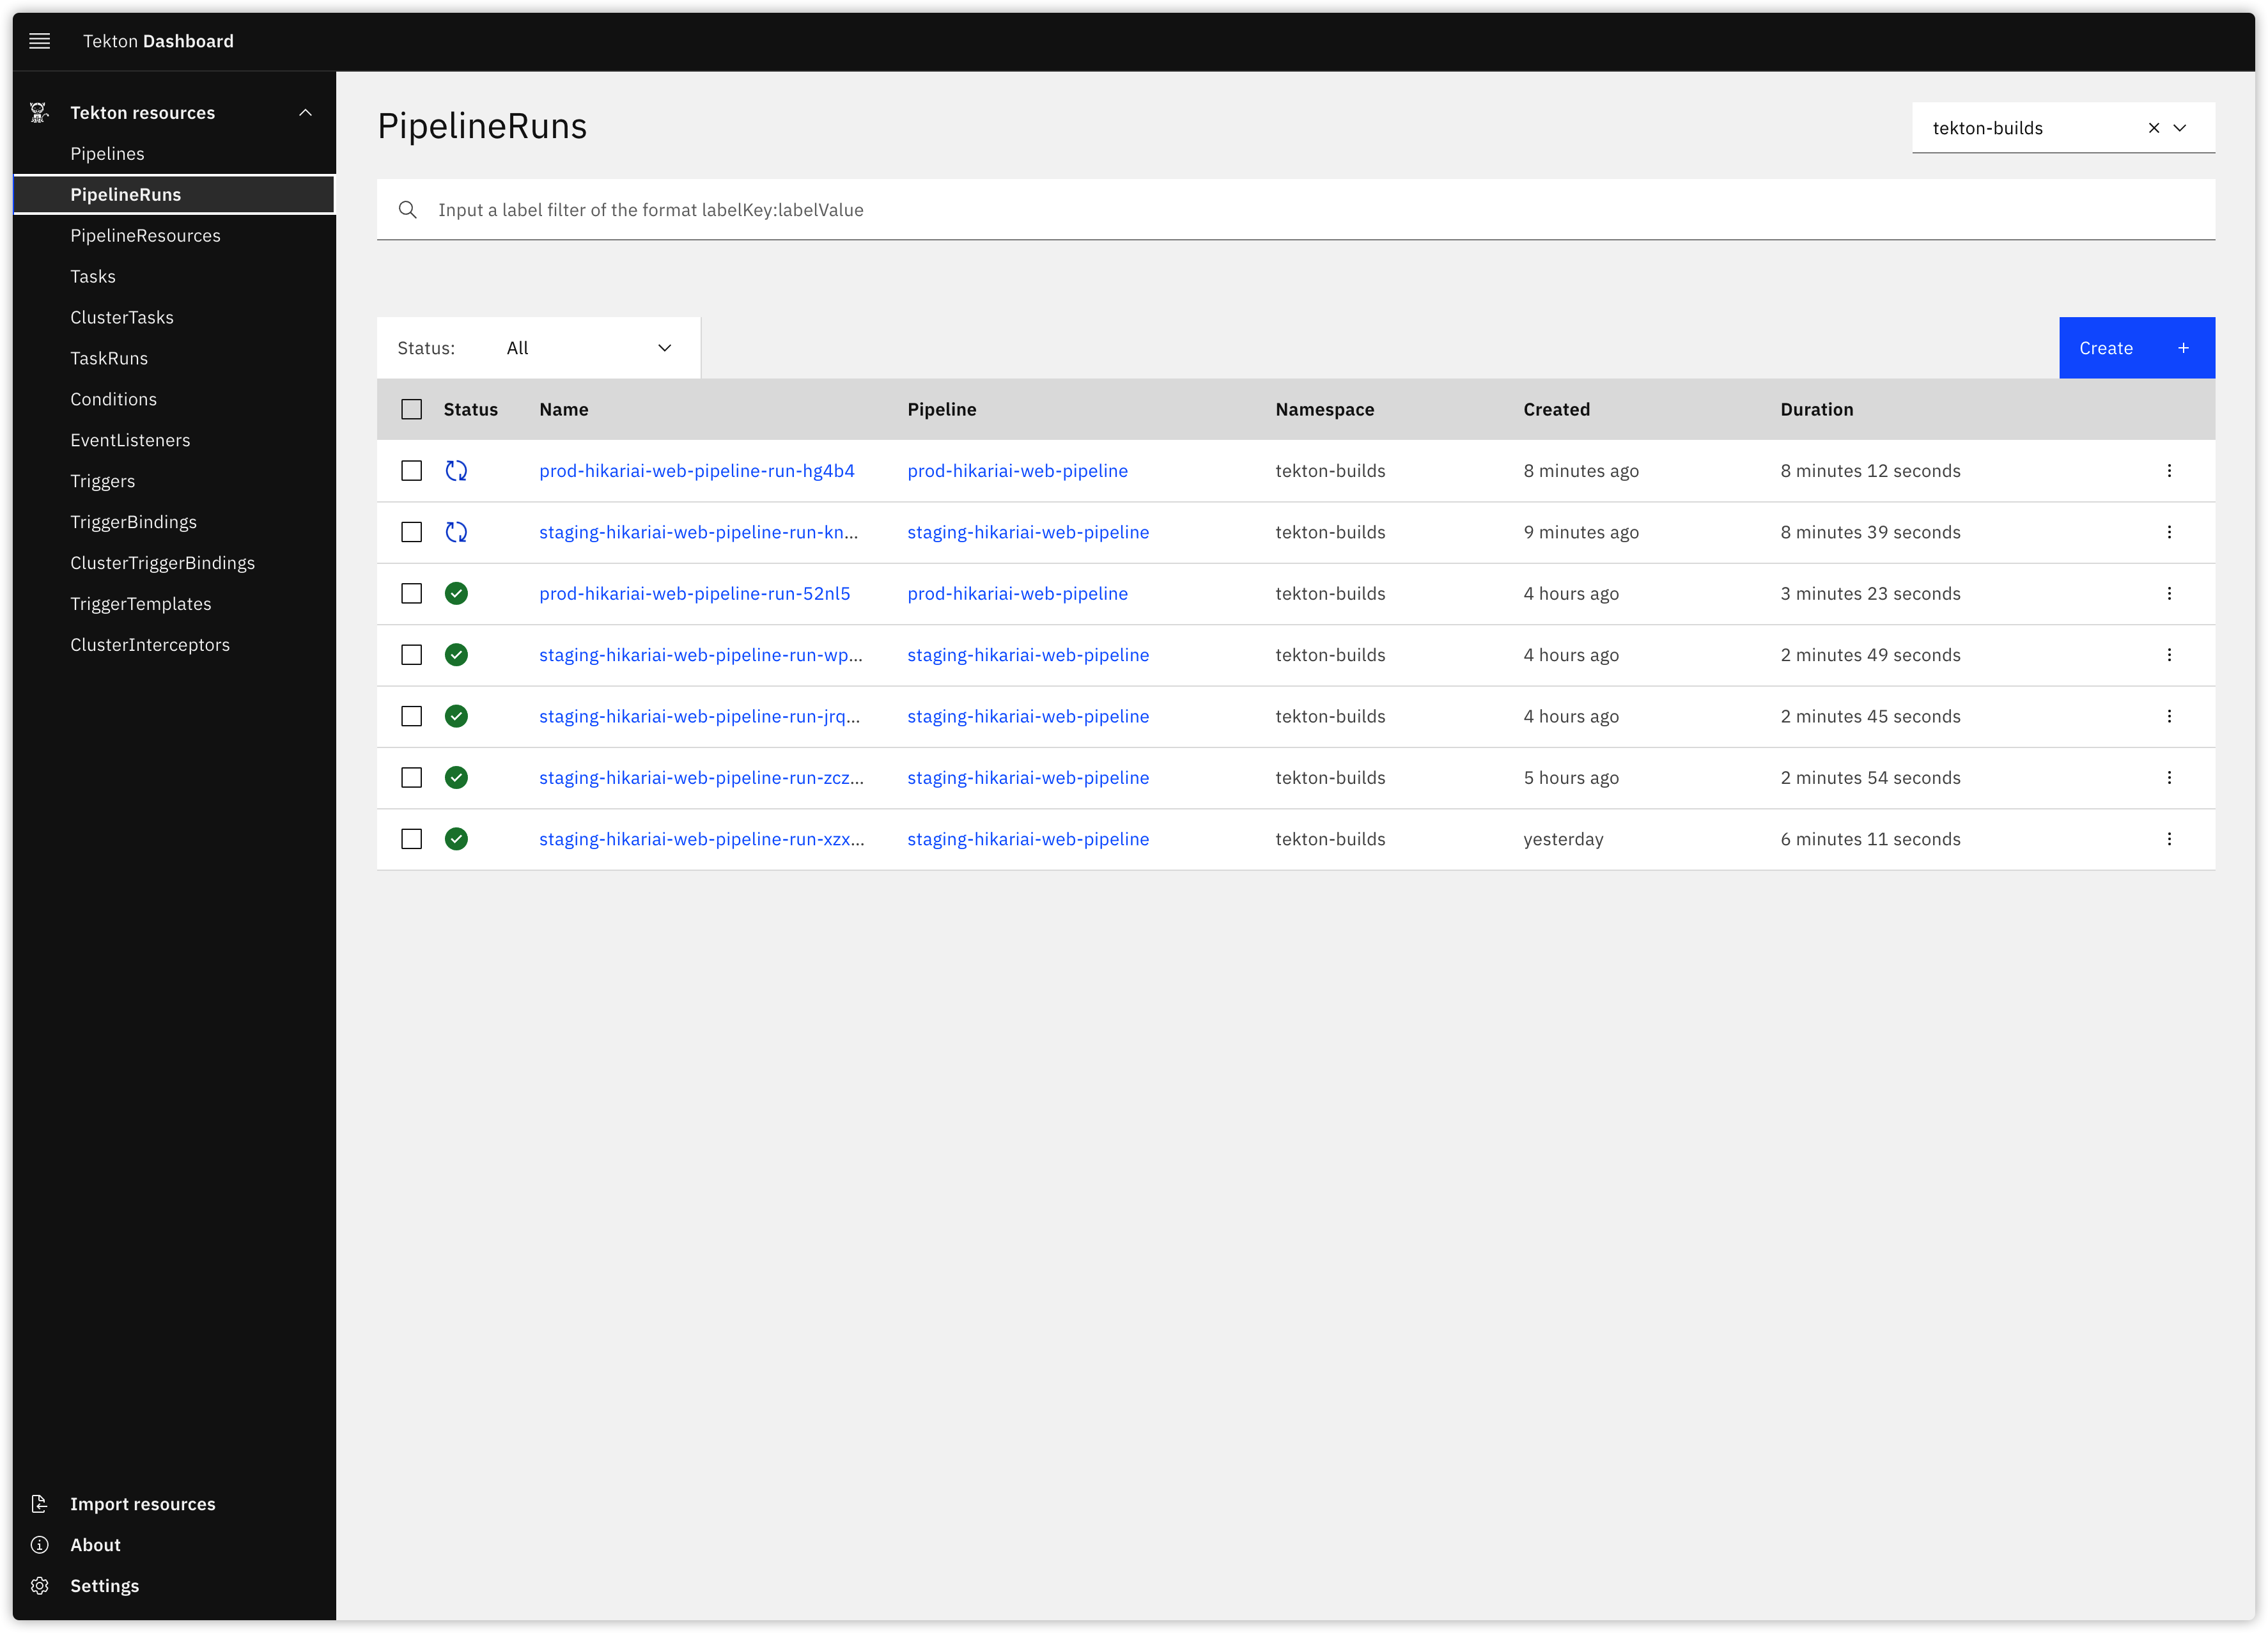 Tekton Dashboard
Tekton resources
Pipelines
PipelineRuns
PipelineResources
Tasks
ClusterTasks
TaskRuns
Conditions
EventListeners
Triggers
TriggerBindings
ClusterTriggerBindings
TriggerTemplates
ClusterInterceptors
Import resources
About
Settings
PipelineRuns
tekton-builds
Input a label filter of the format labelKey:labelValue
Status: All
Create +
Status Name Pipeline Namespace Created Duration
prod-hikariai-web-pipeline-run-hg4b4 prod-hikariai-web-pipeline tekton-builds 8 minutes ago 8 minutes 12 seconds
staging-hikariai-web-pipeline-run-kn... staging-hikariai-web-pipeline tekton-builds 9 minutes ago 8 minutes 39 seconds
prod-hikariai-web-pipeline-run-52nl5 prod-hikariai-web-pipeline tekton-builds 4 hours ago 3 minutes 23 seconds
staging-hikariai-web-pipeline-run-wp... staging-hikariai-web-pipeline tekton-builds 4 hours ago 2 minutes 49 seconds
staging-hikariai-web-pipeline-run-jrq... staging-hikariai-web-pipeline tekton-builds 4 hours ago 2 minutes 45 seconds
staging-hikariai-web-pipeline-run-zcz... staging-hikariai-web-pipeline tekton-builds 5 hours ago 2 minutes 54 seconds
staging-hikariai-web-pipeline-run-xzx... staging-hikariai-web-pipeline tekton-builds yesterday 6 minutes 11 seconds